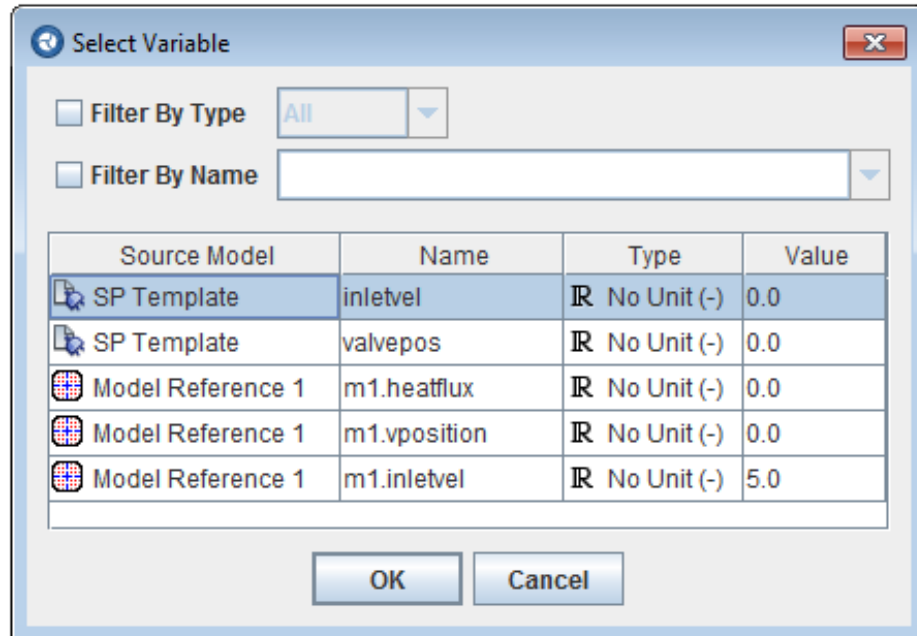 Select Variable
Filter By Type All
Filter By Name
Source Model Name Type Value
SP Template inletvel ℝ No Unit (-) 0.0
SP Template valvepos ℝ No Unit (-) 0.0
Model Reference 1 m1.heatflux ℝ No Unit (-) 0.0
Model Reference 1 m1.vposition ℝ No Unit (-) 0.0
Model Reference 1 m1.inletvel ℝ No Unit (-) 5.0
OK Cancel